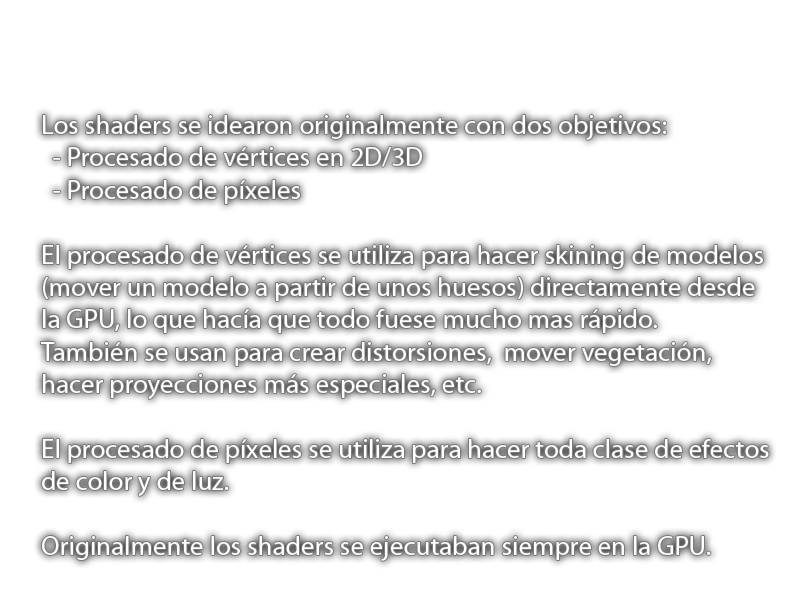 Los shaders se idearon originalmente con dos objetivos:
- Procesado de vértices en 2D/3D
- Procesado de píxeles
El procesado de vértices se utiliza para hacer skining de modelos
(mover un modelo a partir de unos huesos) directamente desde
la GPU, lo que hacía que todo fuese mucho mas rápido.
También se usan para crear distorsiones, mover vegetación,
hacer proyecciones más especiales, etc.
El procesado de píxeles se utiliza para hacer toda clase de efectos
de color y de luz.
Originalmente los shaders se ejecutaban siempre en la GPU.